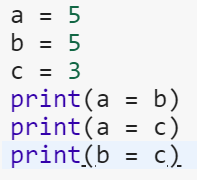 a = 5
b = 5
c = 3
print(a = b)
print(a = c)
print(b = c)